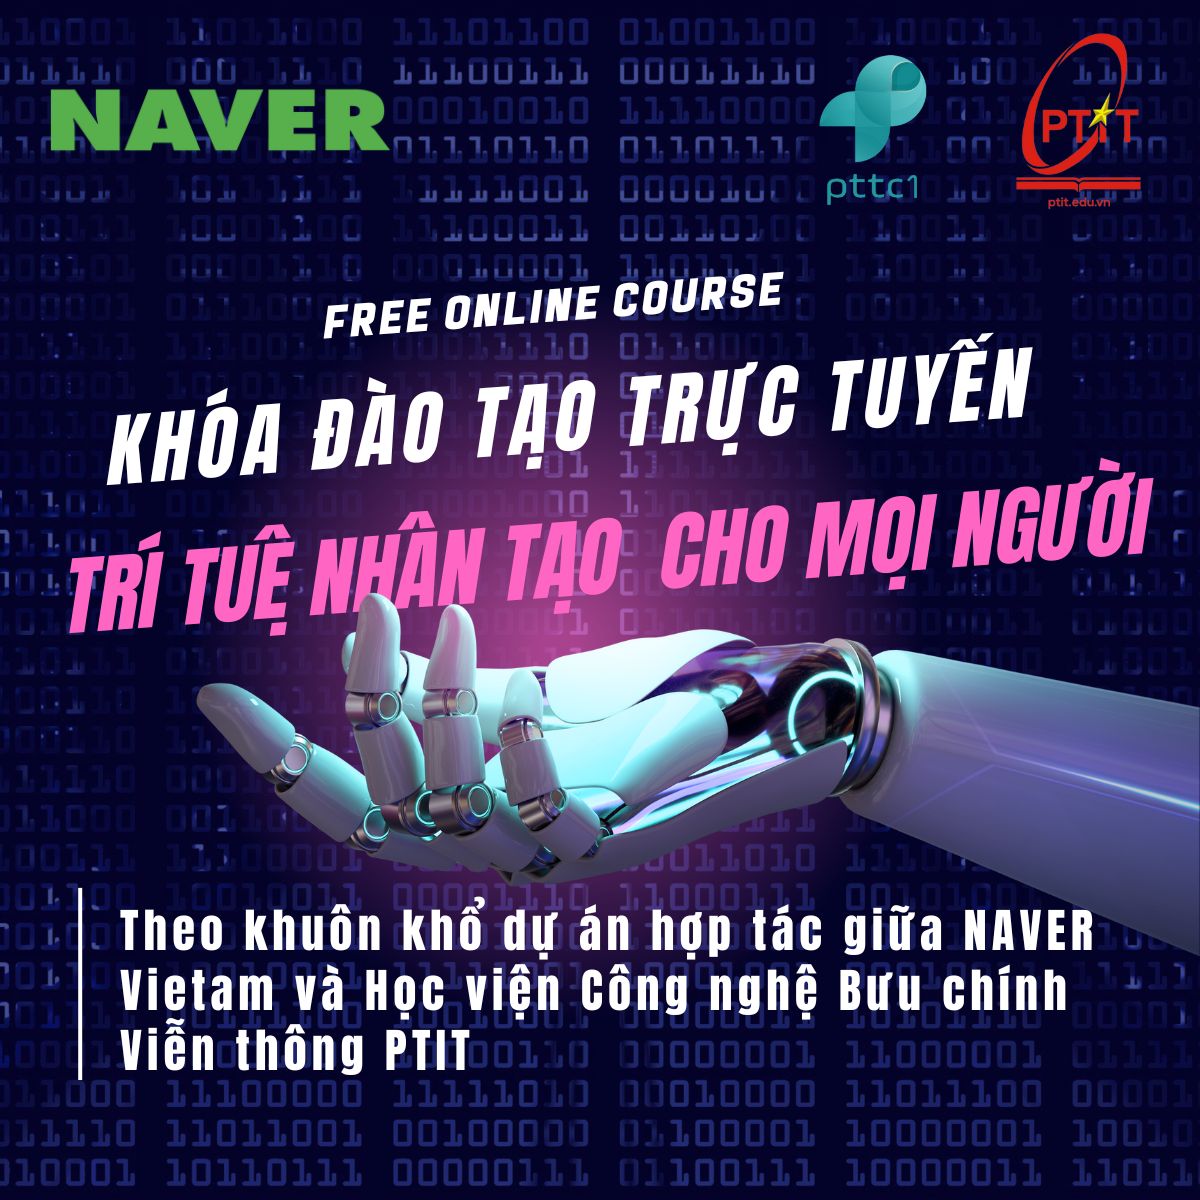 NAVER
pttc1
PTIT
ptit.edu.vn
FREE ONLINE COURSE
KHÓA ĐÀO TẠO TRỰC TUYẾN
TRÍ TUỆ NHÂN TẠO CHO MỌI NGƯỜI
Theo khuôn khổ dự án hợp tác giữa NAVER
Vietam và Học viện Công nghệ Bưu chính
Viễn thông PTIT